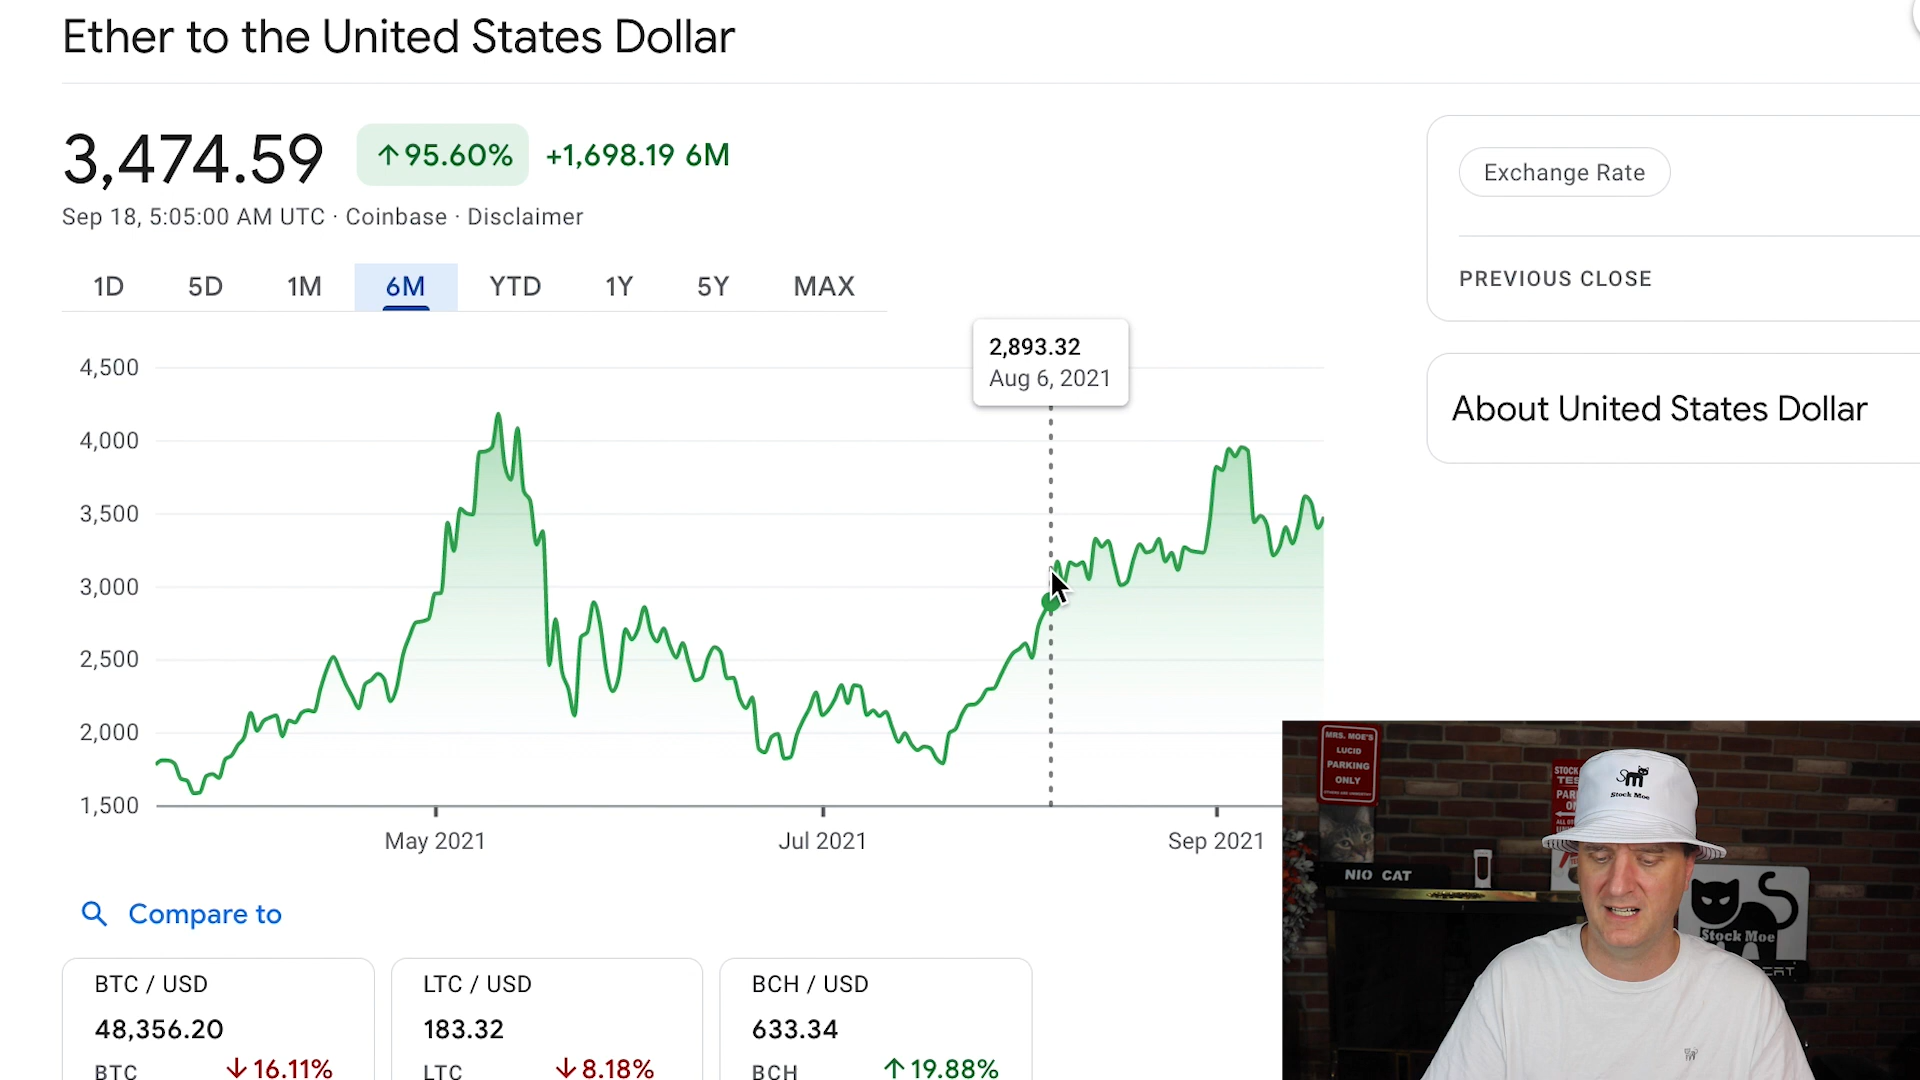 Ether to the United States Dollar
3,474.59
↑95.60%
+1,698.19 6M
Sep 18, 5:05:00 AM UTC · Coinbase · Disclaimer
1D
5D
1M
6M
YTD
1Y
5Y
MAX
2,893.32
Aug 6, 2021
4,500
4,000
3,500
3,000
2,500
2,000
1,500
May 2021
Jul 2021
Sep 2021
Exchange Rate
PREVIOUS CLOSE
About United States Dollar
Compare to
BTC / USD
48,356.20
BTC
↓16.11%
LTC / USD
183.32
LTC
↓8.18%
BCH / USD
633.34
BCH
↑19.88%
MRS. MOE'S
LUCID
PARKING
ONLY
NIO CAT
STOCK
Stock Moe
Stock Moe